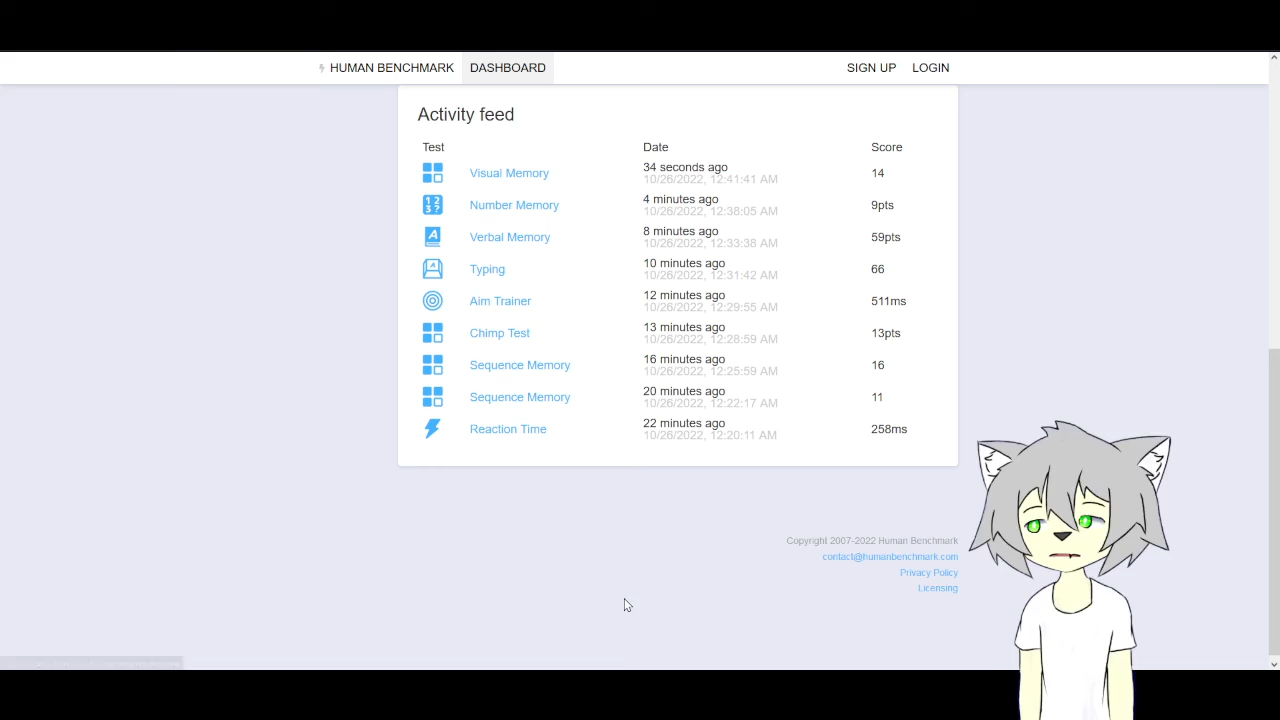 HUMAN BENCHMARK DASHBOARD SIGN UP LOGIN
Activity feed
Test Date Score
Visual Memory 34 seconds ago 14
10/26/2022, 12:41:41 AM
Number Memory 4 minutes ago 9pts
10/26/2022, 12:38:05 AM
Verbal Memory 8 minutes ago 59pts
10/26/2022, 12:33:38 AM
Typing 10 minutes ago 66
10/26/2022, 12:31:42 AM
Aim Trainer 12 minutes ago 511ms
10/26/2022, 12:29:55 AM
Chimp Test 13 minutes ago 13pts
10/26/2022, 12:28:59 AM
Sequence Memory 16 minutes ago 16
10/26/2022, 12:25:59 AM
Sequence Memory 20 minutes ago 11
10/26/2022, 12:22:17 AM
Reaction Time 22 minutes ago 258ms
10/26/2022, 12:20:11 AM
Copyright 2007-2022 Human Benchmark
contact@humanbenchmark.com
Privacy Policy
Licensing